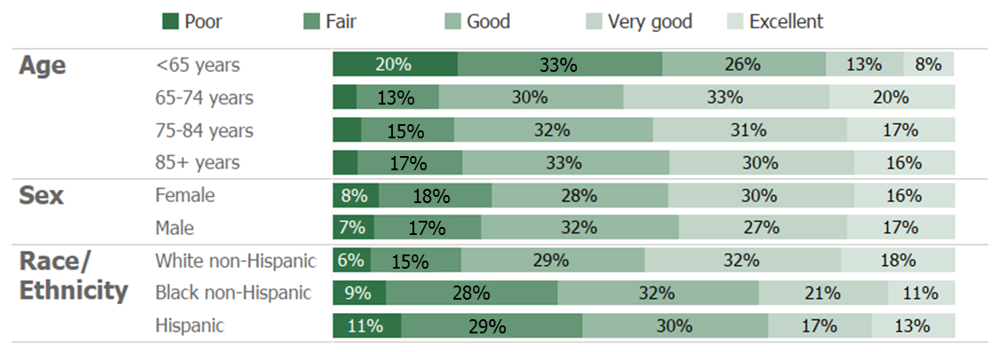 Poor Fair Good Very good Excellent
Age <65 years 20% 33% 26% 13% 8%
65-74 years 13% 30% 33% 20%
75-84 years 15% 32% 31% 17%
85+ years 17% 33% 30% 16%
Sex Female 8% 18% 28% 30% 16%
Male 7% 17% 32% 27% 17%
Race/ White non-Hispanic 6% 15% 29% 32% 18%
Ethnicity Black non-Hispanic 9% 28% 32% 21% 11%
Hispanic 11% 29% 30% 17% 13%